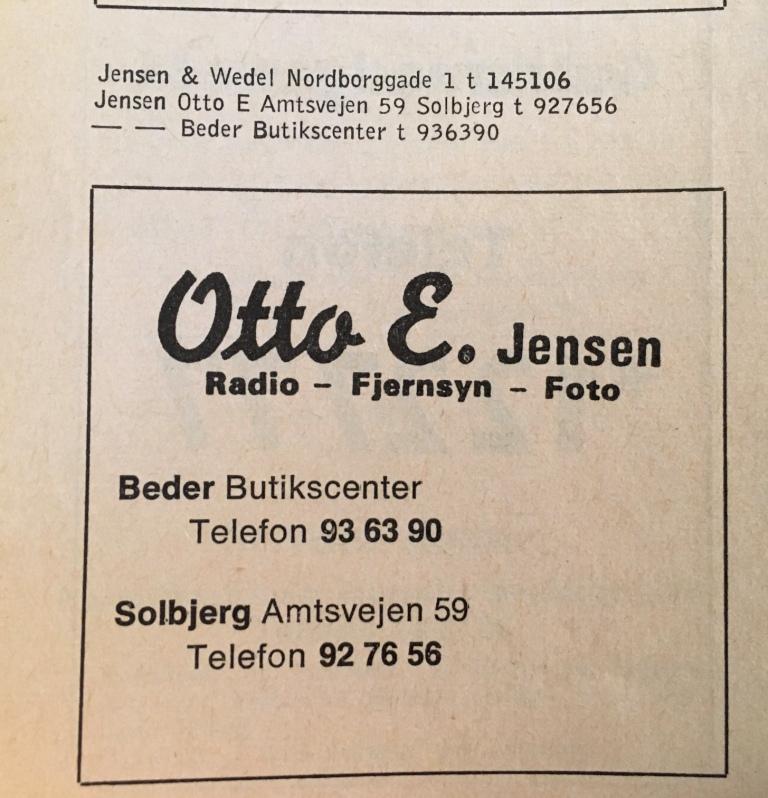 Jensen & Wedel Nordborggade 1 t 145106
Jensen Otto E Amtsvejen 59 Solbjerg t 927656
— — Beder Butikscenter t 936390
Otto E. Jensen
Radio – Fjernsyn – Foto
Beder Butikscenter
Telefon 93 63 90
Solbjerg Amtsvejen 59
Telefon 92 76 56